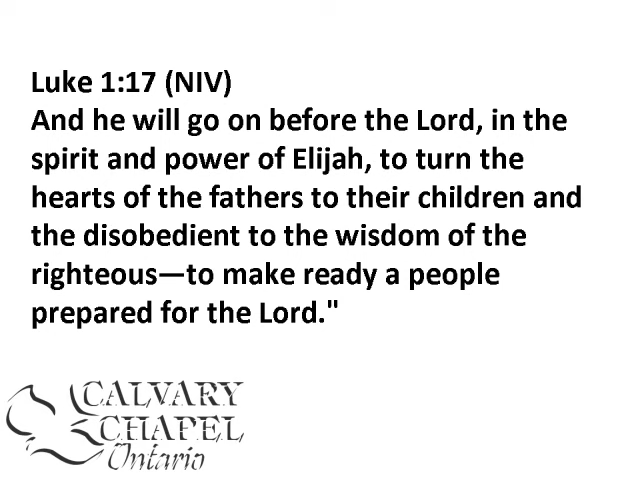 Luke 1:17 (NIV)
And he will go on before the Lord, in the
spirit and power of Elijah, to turn the
hearts of the fathers to their children and
the disobedient to the wisdom of the
righteous—to make ready a people
prepared for the Lord."
CALVARY
CHAPEL
Ontario